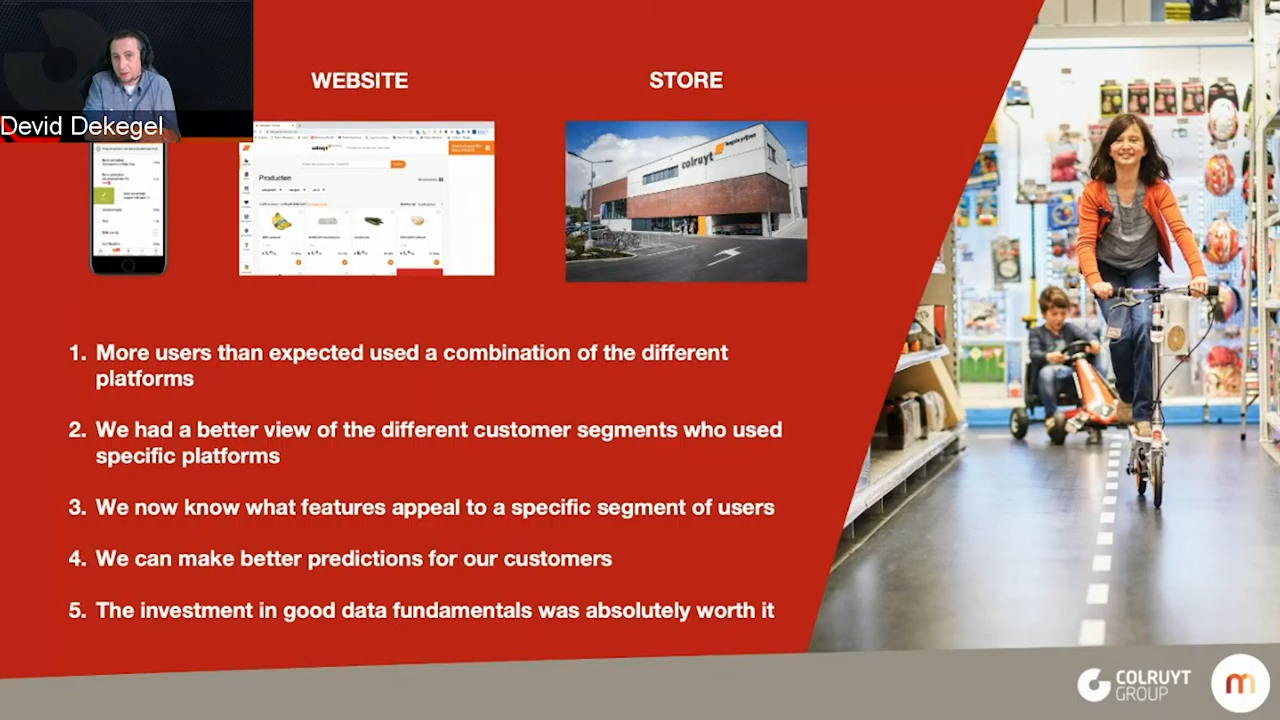 WEBSITE
STORE
Devid Dekegel
colruyt
Producten
colruyt
1. More users than expected used a combination of the different
platforms
2. We had a better view of the different customer segments who used
specific platforms
3. We now know what features appeal to a specific segment of users
4. We can make better predictions for our customers
5. The investment in good data fundamentals was absolutely worth it
COLRUYT
GROUP
m